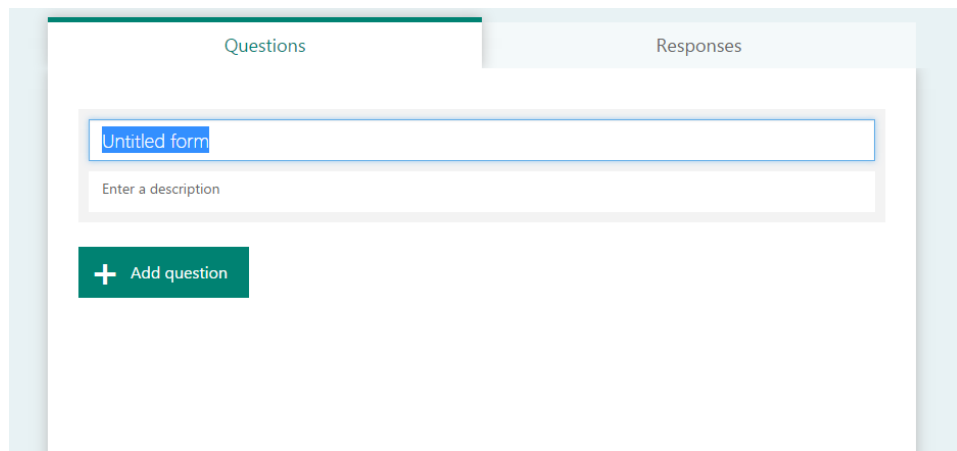 Questions
Responses
Untitled form
Enter a description
Add question